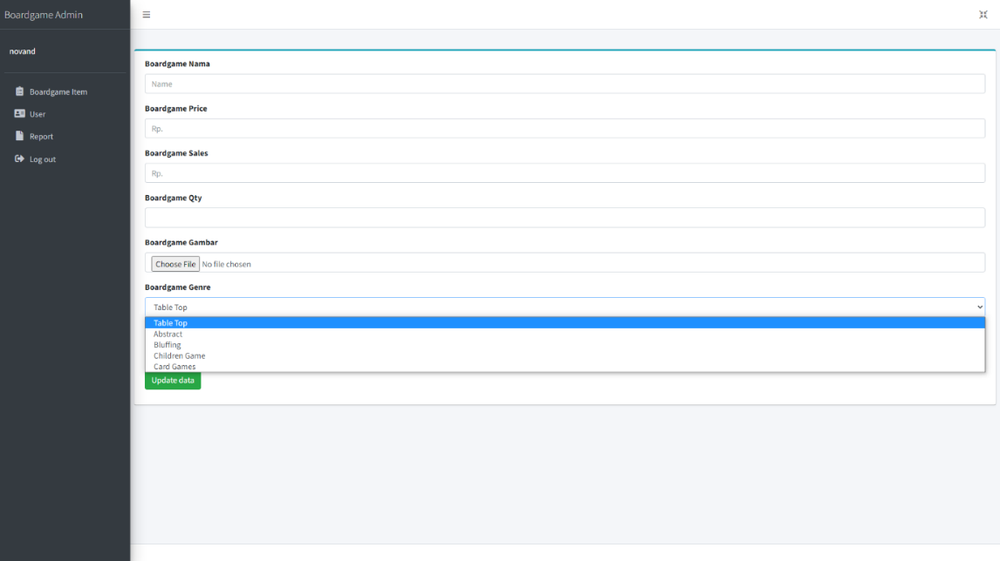 Boardgame Admin
novand
Boardgame Item
User
Report
Log out
Boardgame Nama
Name
Boardgame Price
Rp.
Boardgame Sales
Rp.
Boardgame Qty
Boardgame Gambar
Choose File No file chosen
Boardgame Genre
Table Top
Table Top
Abstract
Bluffing
Children Game
Card Games
Update data